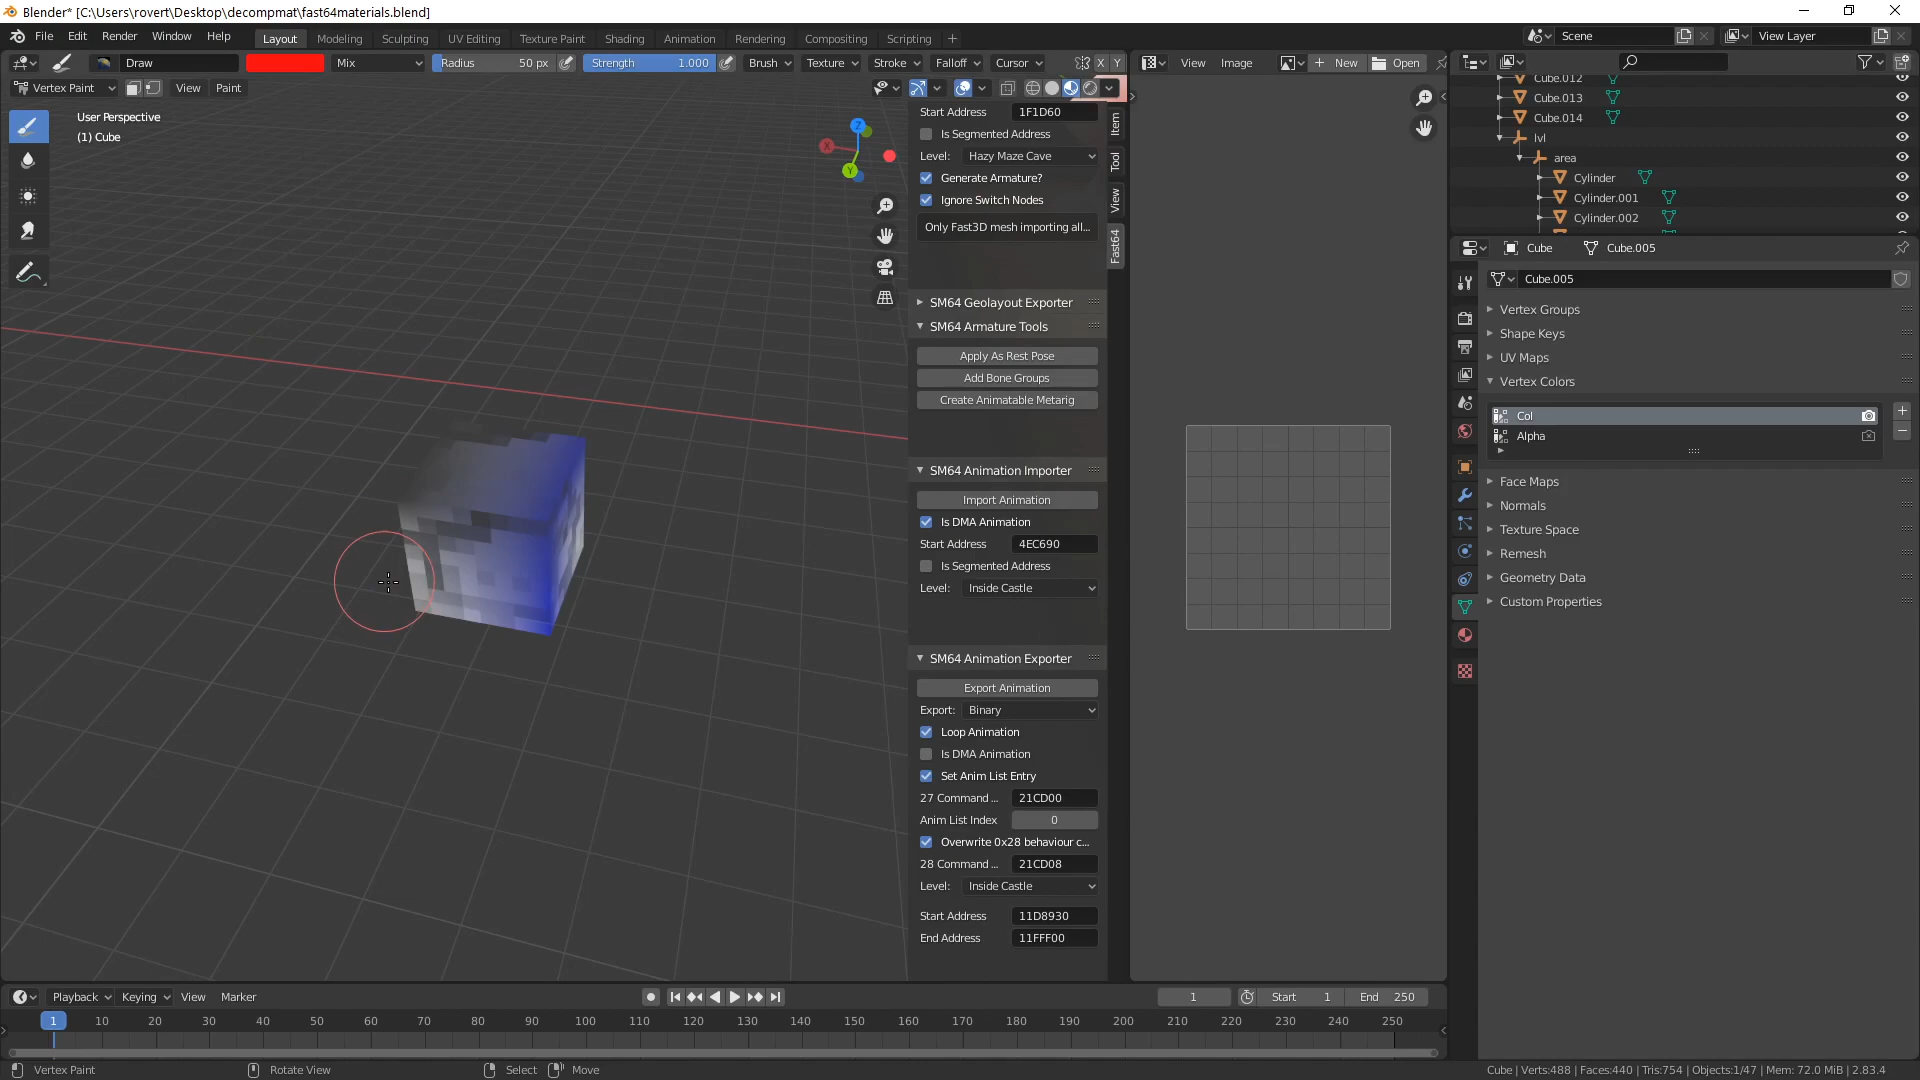 Blender* [C:\Users\rovert\Desktop\decompmat\fast64materials.blend]
File Edit Render Window Help Layout Modeling Sculpting UV Editing Texture Paint Shading Animation Rendering Compositing Scripting + Scene View Layer
Draw Mix Radius 50 px Strength 1.000 Brush Texture Stroke Falloff Cursor X Y View Image + New Open
Vertex Paint View Paint
User Perspective
(1) Cube
Z
X
Y
Start Address 1F1D60
Is Segmented Address
Level: Hazy Maze Cave
Generate Armature?
Ignore Switch Nodes
Only Fast3D mesh importing all...
SM64 Geolayout Exporter
SM64 Armature Tools
Apply As Rest Pose
Add Bone Groups
Create Animatable Metarig
SM64 Animation Importer
Import Animation
Is DMA Animation
Start Address 4EC690
Is Segmented Address
Level: Inside Castle
SM64 Animation Exporter
Export Animation
Export: Binary
Loop Animation
Is DMA Animation
Set Anim List Entry
27 Command ... 21CD00
Anim List Index 0
Overwrite 0x28 behaviour c...
28 Command ... 21CD08
Level: Inside Castle
Start Address 11D8930
End Address 11FFF00
Item
Tool
View
Fast64
Cube.012
Cube.013
Cube.014
lvl
area
Cylinder
Cylinder.001
Cylinder.002
Cube Cube.005
Cube.005
Vertex Groups
Shape Keys
UV Maps
Vertex Colors
Col
Alpha
Face Maps
Normals
Texture Space
Remesh
Geometry Data
Custom Properties
Playback Keying View Marker 1 Start 1 End 250
1 10 20 30 40 50 60 70 80 90 100 110 120 130 140 150 160 170 180 190 200 210 220 230 240 250
Vertex Paint Rotate View Select Move Cube | Verts:488 | Faces:440 | Tris:754 | Objects:1/47 | Mem: 72.0 MiB | 2.83.4